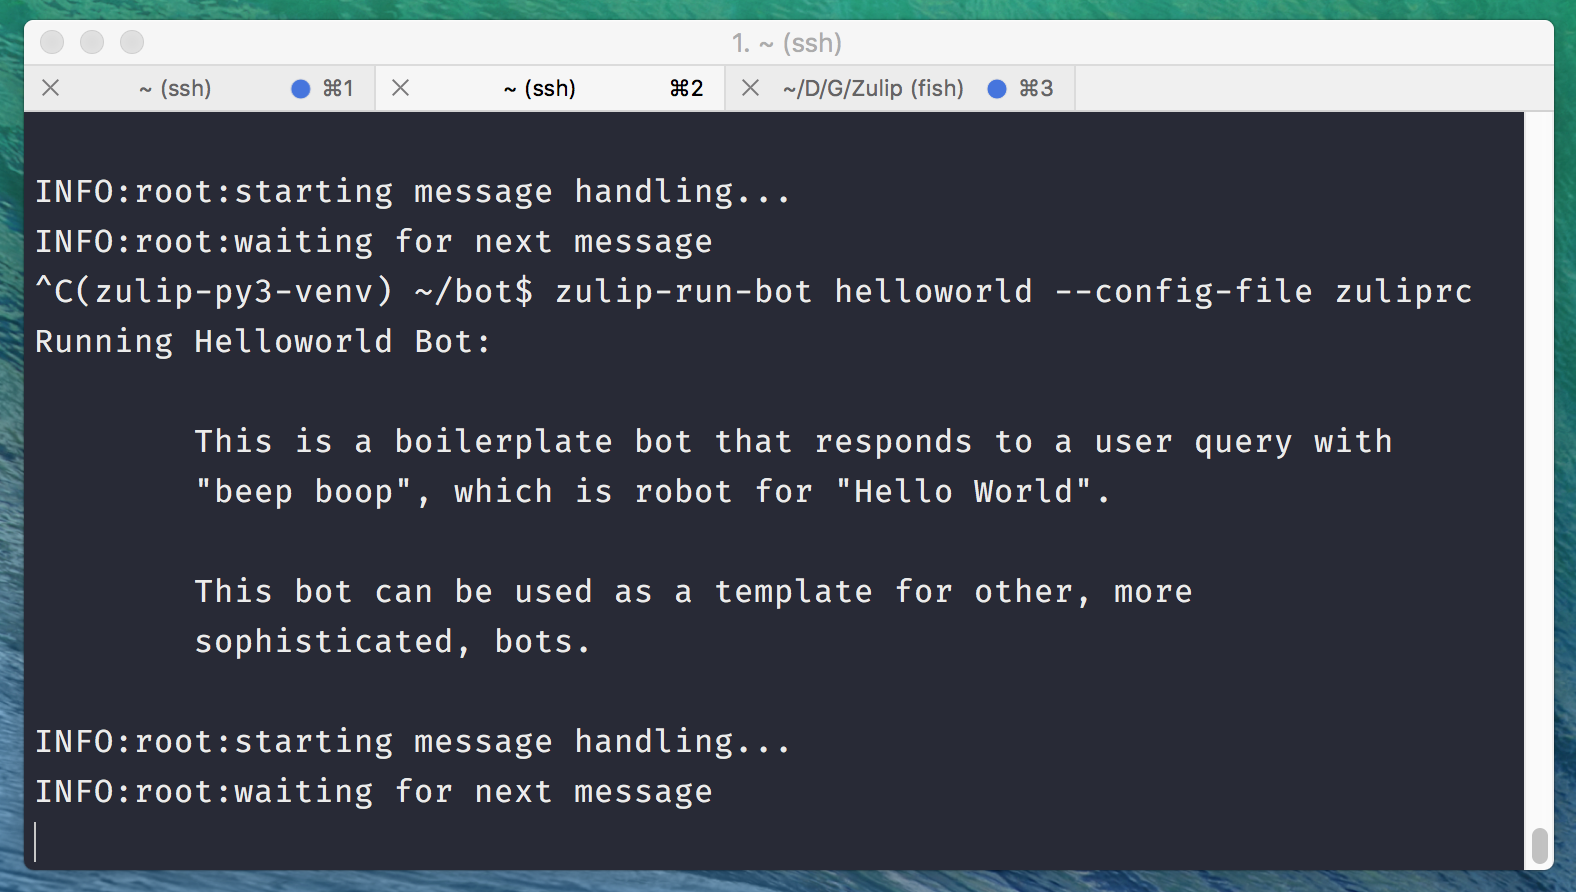 1. ~ (ssh)
~ (ssh) ⌘1 ~ (ssh) ⌘2 ~/D/G/Zulip (fish) ⌘3
INFO:root:starting message handling...
INFO:root:waiting for next message
^C(zulip-py3-venv) ~/bot$ zulip-run-bot helloworld --config-file zuliprc
Running Helloworld Bot:
This is a boilerplate bot that responds to a user query with
"beep boop", which is robot for "Hello World".
This bot can be used as a template for other, more
sophisticated, bots.
INFO:root:starting message handling...
INFO:root:waiting for next message